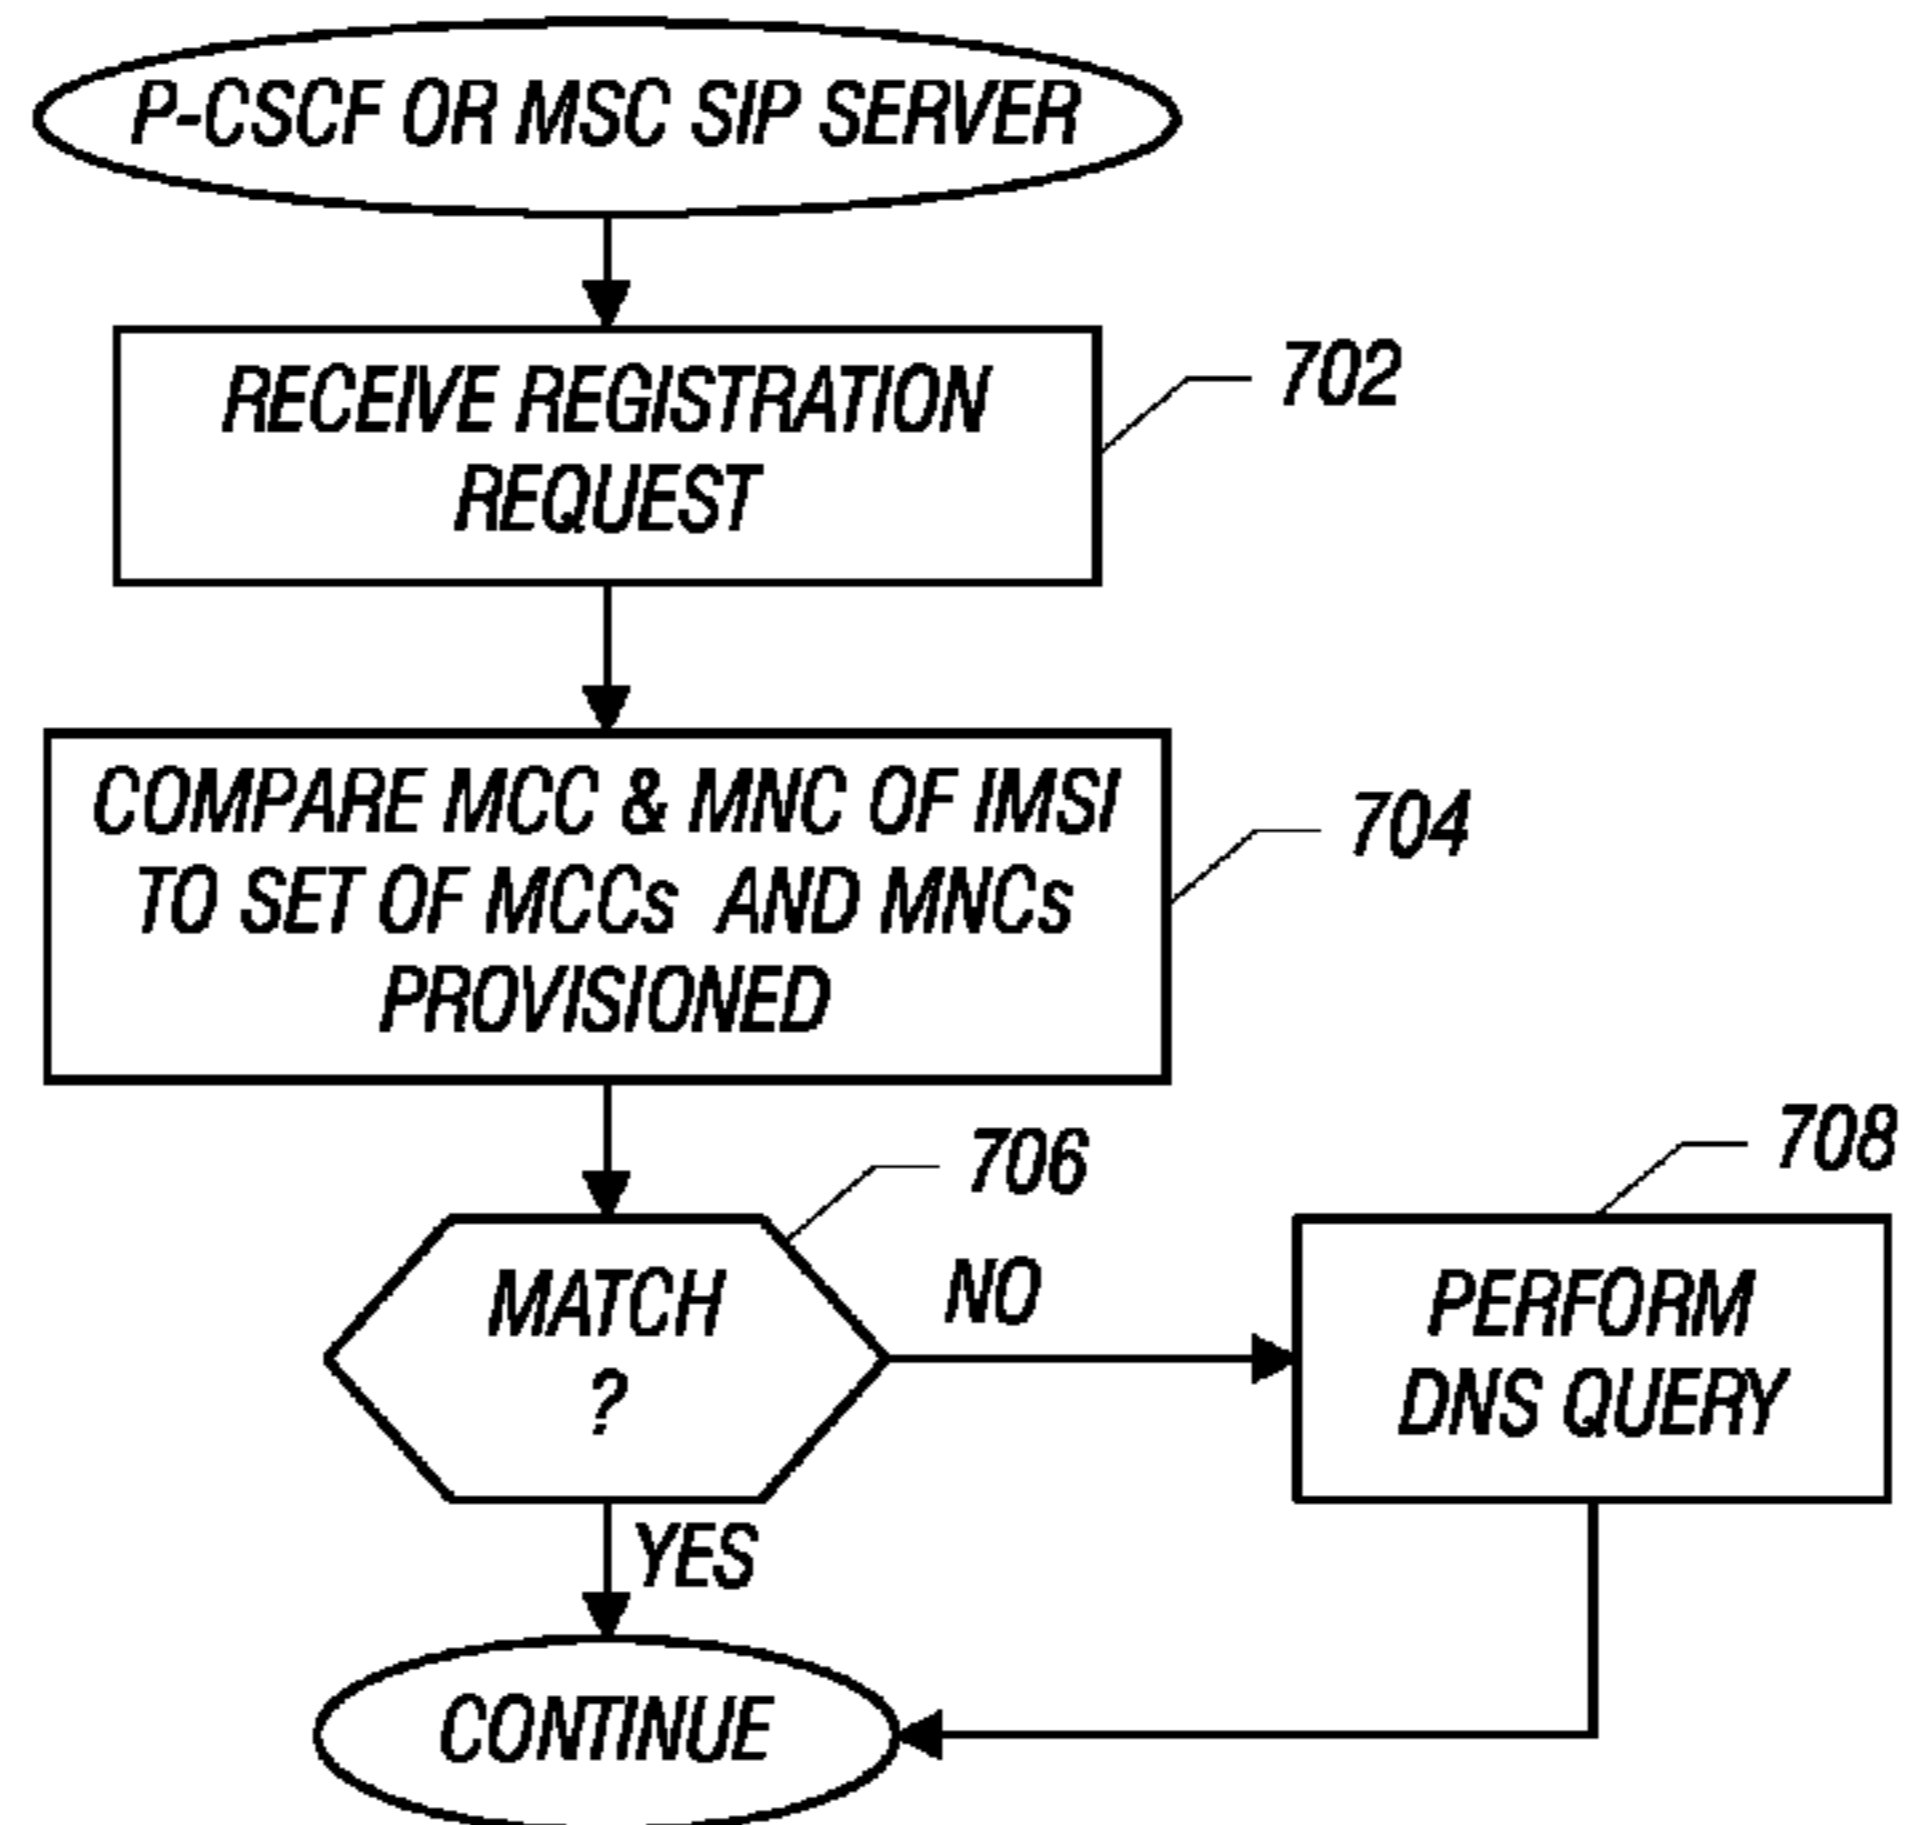 P-CSCF OR MSC SIP SERVER
RECEIVE REGISTRATION
REQUEST
702
COMPARE MCC & MNC OF IMSI
TO SET OF MCCs AND MNCs
PROVISIONED
704
706
MATCH
?
NO
708
PERFORM
DNS QUERY
YES
CONTINUE